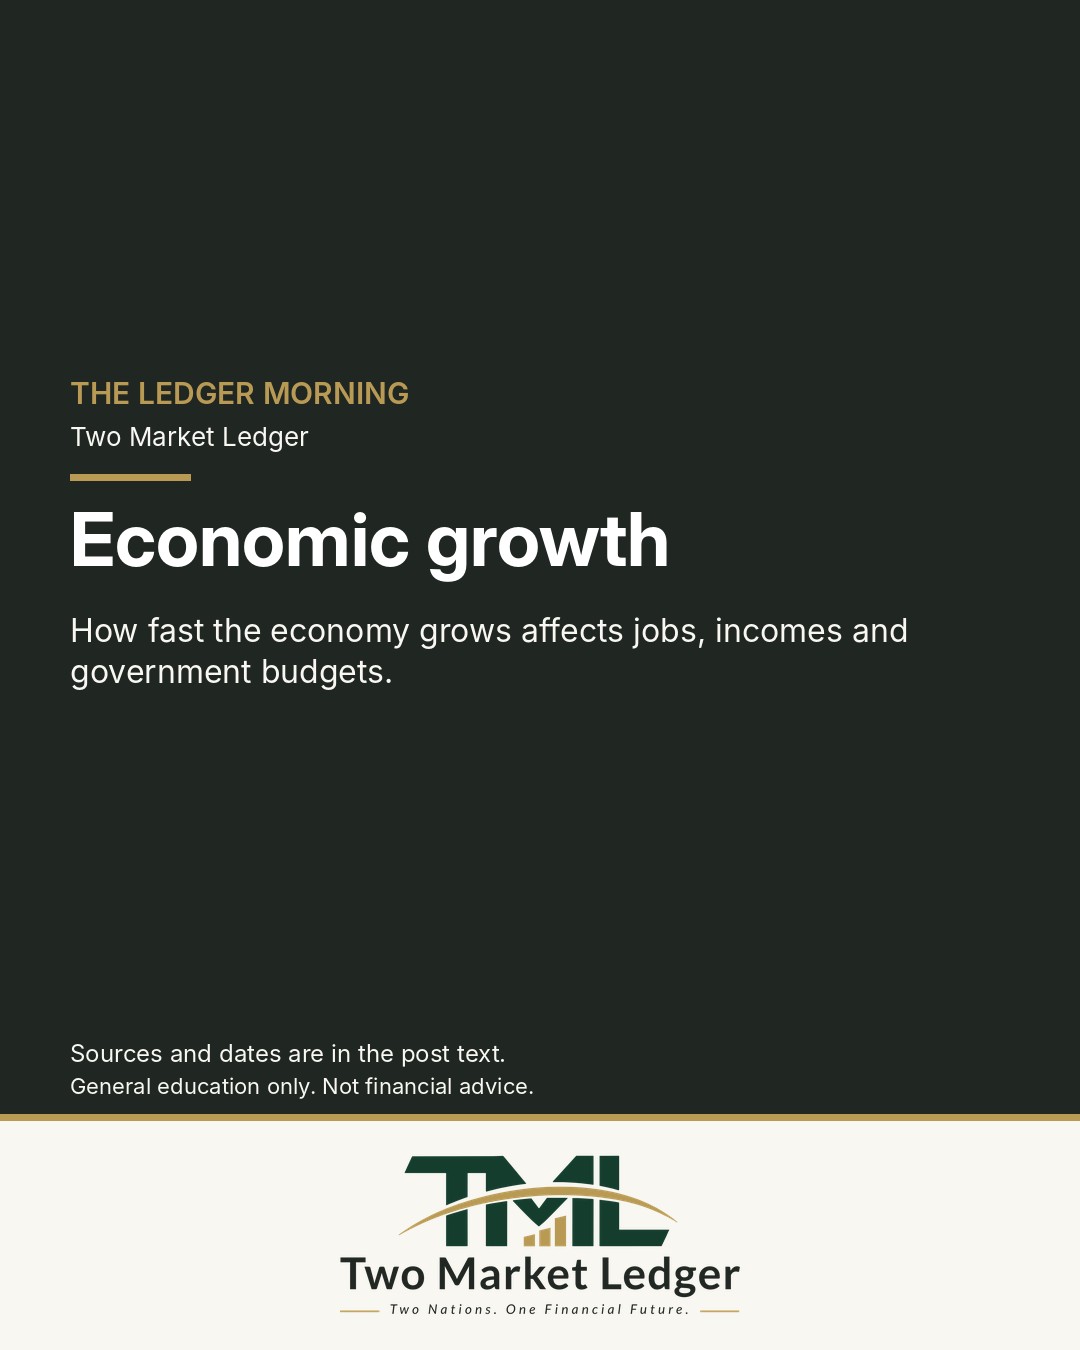 THE LEDGER MORNING
Two Market Ledger
Economic growth
How fast the economy grows affects jobs, incomes and
government budgets.
Sources and dates are in the post text.
General education only. Not financial advice.
TML
Two Market Ledger
Two Nations. One Financial Future.